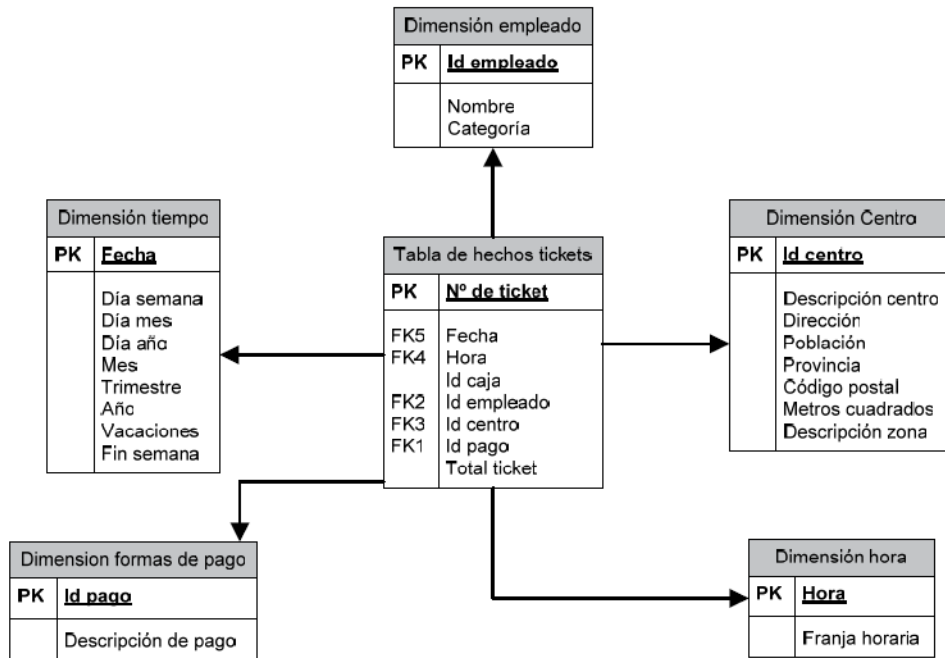 Dimensión empleado
PK Id empleado
Nombre
Categoría
Dimensión tiempo
PK Fecha
Día semana
Día mes
Día año
Mes
Trimestre
Año
Vacaciones
Fin semana
Tabla de hechos tickets
PK Nº de ticket
FK5 Fecha
FK4 Hora
Id caja
FK2 Id empleado
FK3 Id centro
FK1 Id pago
Total ticket
Dimensión Centro
PK Id centro
Descripción centro
Dirección
Población
Provincia
Código postal
Metros cuadrados
Descripción zona
Dimension formas de pago
PK Id pago
Descripción de pago
Dimensión hora
PK Hora
Franja horaria